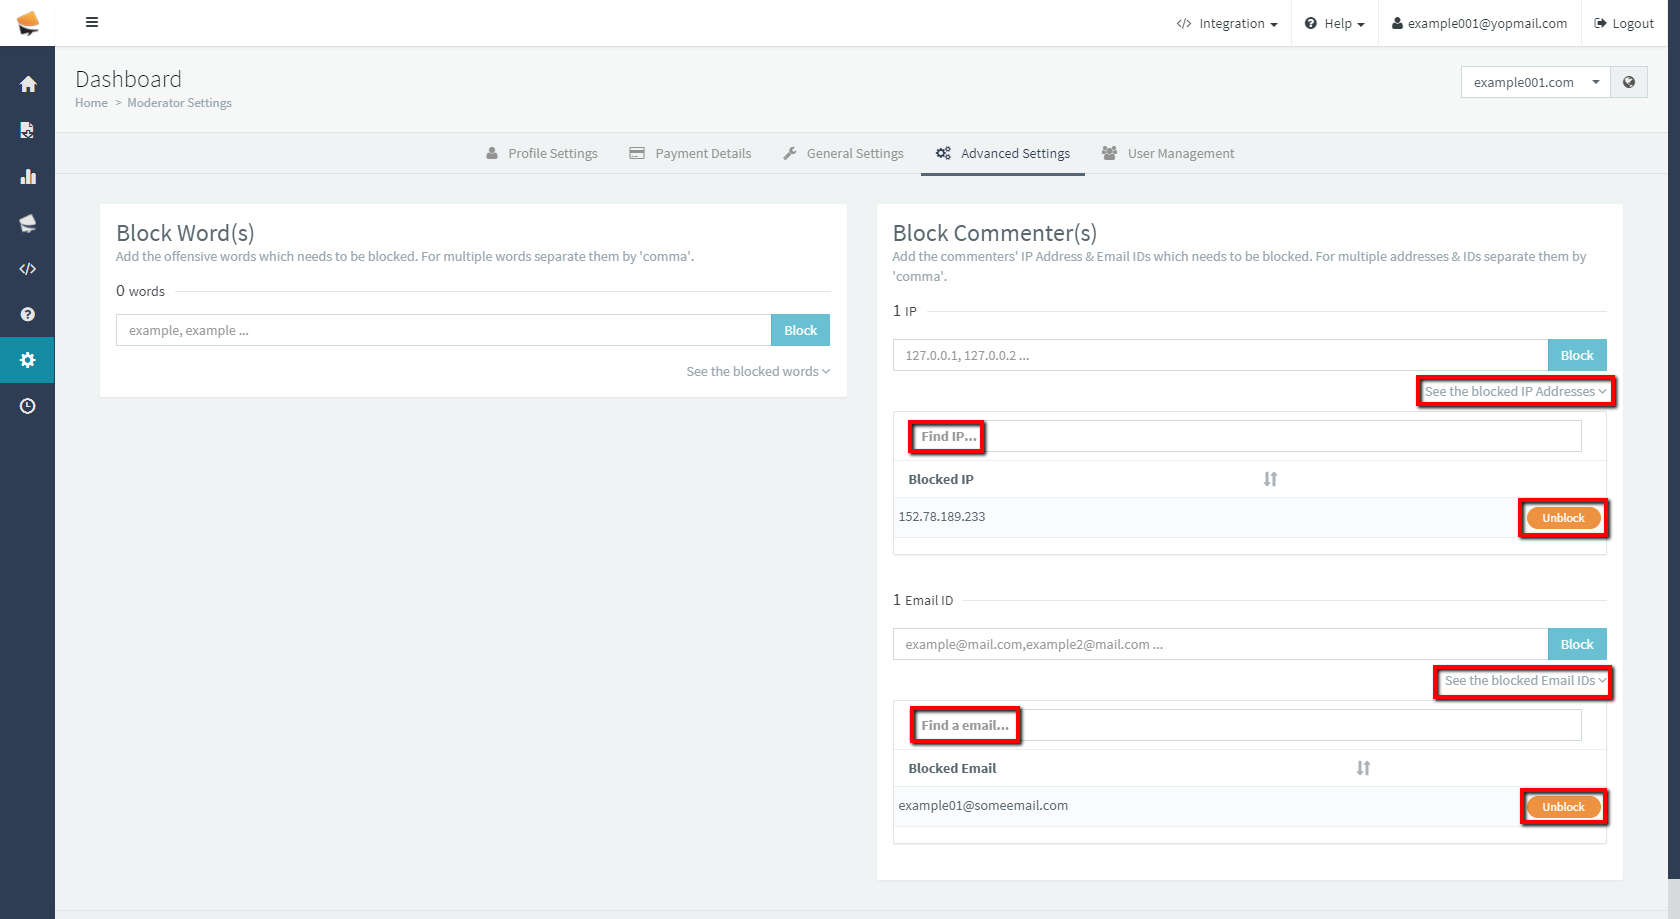 Integration
Help
example001@yopmail.com
Logout
Dashboard
Home > Moderator Settings
example001.com
Profile Settings
Payment Details
General Settings
Advanced Settings
User Management
Block Word(s)
Add the offensive words which needs to be blocked. For multiple words separate them by 'comma'.
0 words
example, example ...
Block
See the blocked words
Block Commenter(s)
Add the commenters' IP Address & Email IDs which needs to be blocked. For multiple addresses & IDs separate them by
'comma'.
1 IP
127.0.0.1, 127.0.0.2 ...
Block
See the blocked IP Addresses
Find IP...
Blocked IP
152.78.189.233
Unblock
1 Email ID
example@mail.com,example2@mail.com ...
Block
See the blocked Email IDs
Find a email...
Blocked Email
example01@someemail.com
Unblock